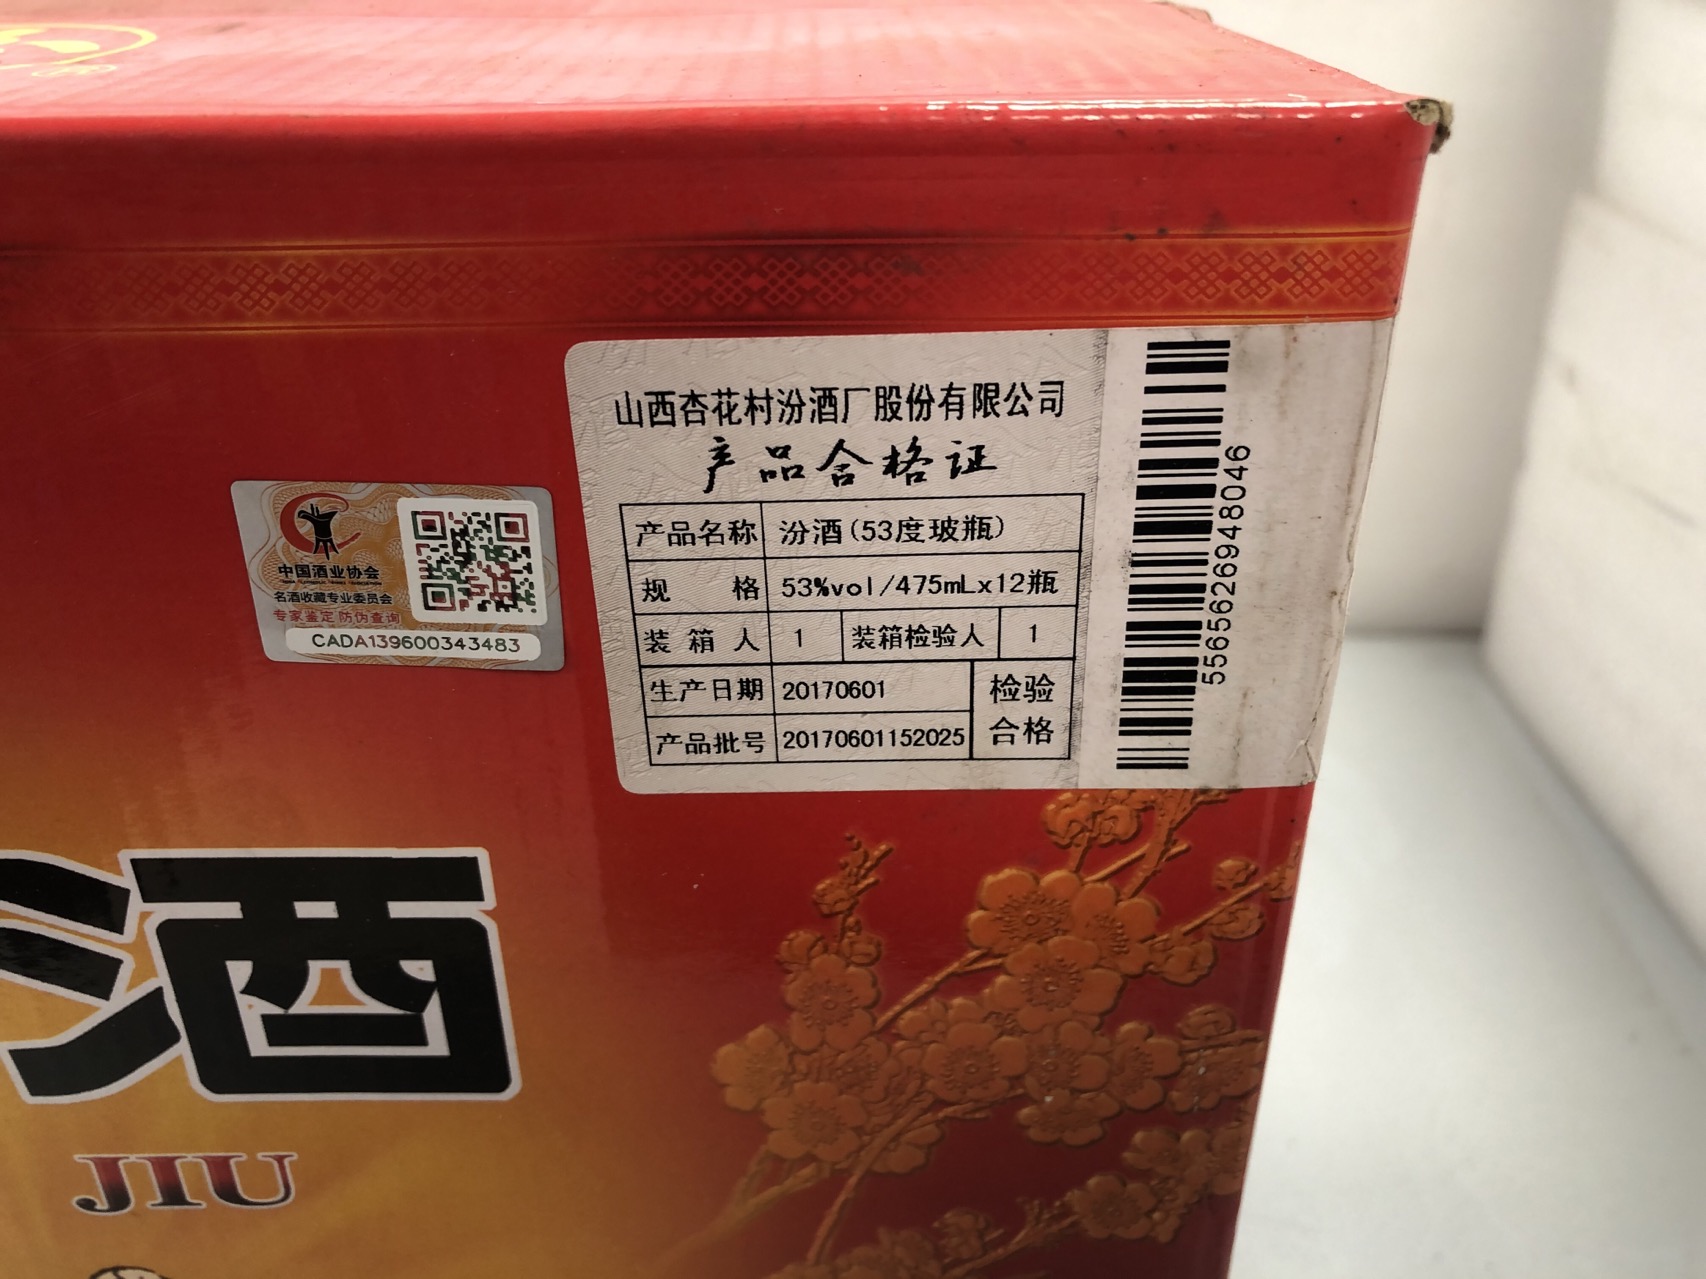 山西杏花村汾酒厂股份有限公司
产品合格证
产品名称 汾酒(53度玻瓶)
规 格 53%vol/475mLx12瓶
装箱人 1 装箱检验人 1
生产日期 20170601 检验
产品批号 20170601152025 合格
55656269480​46
中国酒业协会
名酒收藏专业委员会
专家鉴定 防伪查询
CADA139600343483
酒
JIU